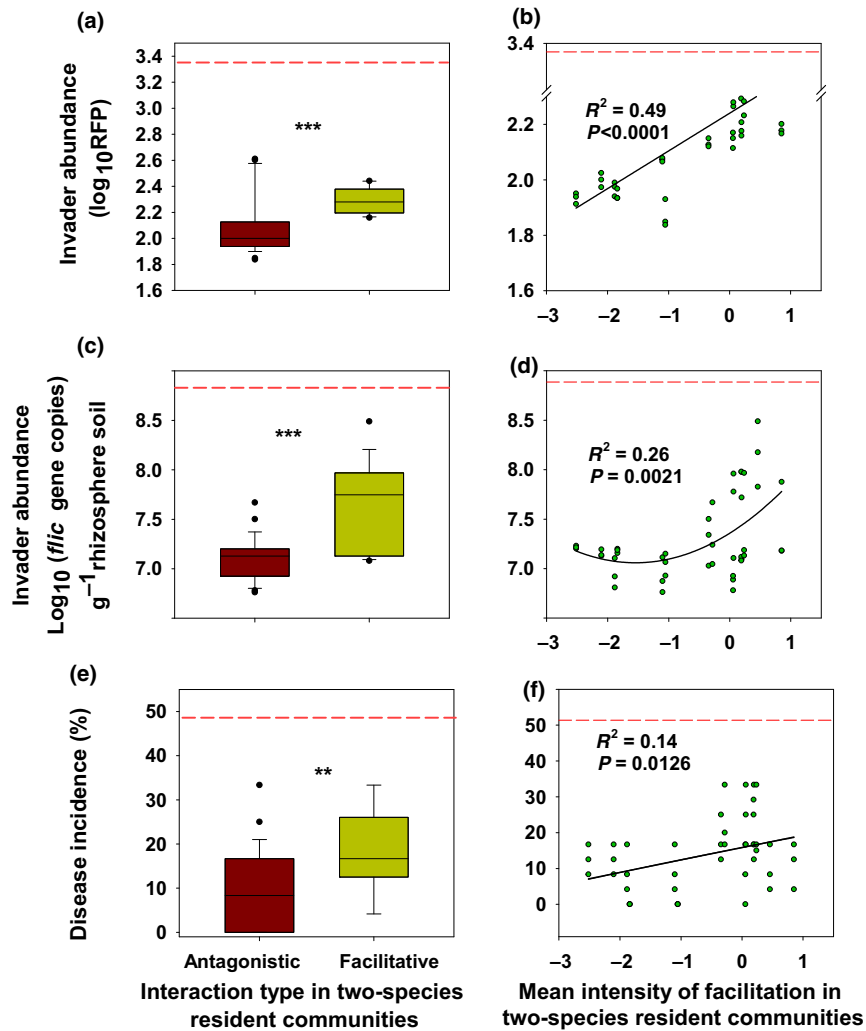 (a)
3.4
3.2
3.0
2.8
2.6
2.4
2.2
2.0
1.8
1.6
***
Invader abundance
(log10RFP)
(b)
3.4
2.2
2.0
1.8
1.6
R2 = 0.49
P<0.0001
–3 –2 –1 0 1
(c)
8.5
8.0
7.5
7.0
***
Invader abundance
Log10 (flic gene copies)
g–1 rhizosphere soil
(d)
9.0
8.5
8.0
7.5
7.0
6.5
R2 = 0.26
P = 0.0021
–3 –2 –1 0 1
(e)
50
40
30
20
10
0
**
Disease incidence (%)
Antagonistic Facilitative
Interaction type in two-species
resident communities
(f)
50
40
30
20
10
0
R2 = 0.14
P = 0.0126
–3 –2 –1 0 1
Mean intensity of facilitation in
two-species resident communities